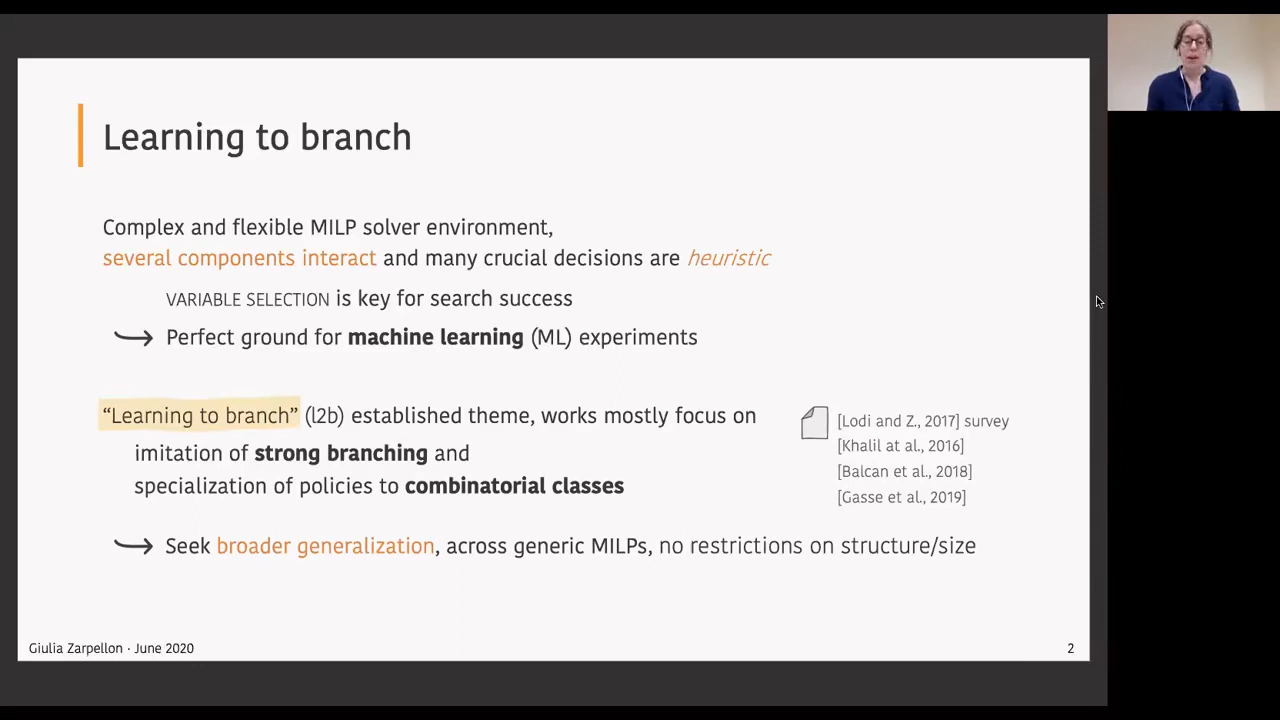 Learning to branch
Complex and flexible MILP solver environment,
several components interact and many crucial decisions are heuristic
VARIABLE SELECTION is key for search success
Perfect ground for machine learning (ML) experiments
“Learning to branch” (l2b) established theme, works mostly focus on
imitation of strong branching and
specialization of policies to combinatorial classes
[Lodi and Z., 2017] survey
[Khalil at al., 2016]
[Balcan et al., 2018]
[Gasse et al., 2019]
Seek broader generalization, across generic MILPs, no restrictions on structure/size
Giulia Zarpellon · June 2020
2